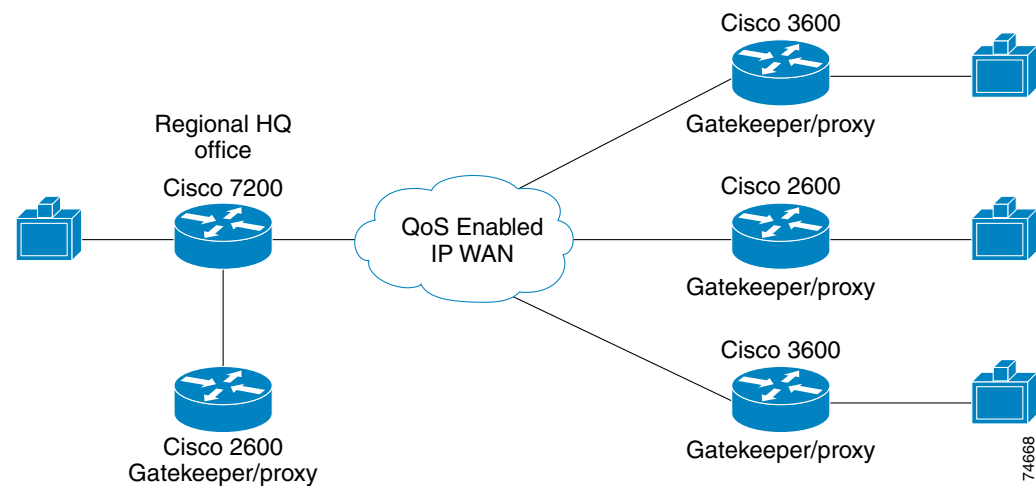 Cisco 3600
Gatekeeper/proxy
Regional HQ
office
Cisco 7200
QoS Enabled
IP WAN
Cisco 2600
Gatekeeper/proxy
Cisco 3600
Gatekeeper/proxy
Cisco 2600
Gatekeeper/proxy
74668